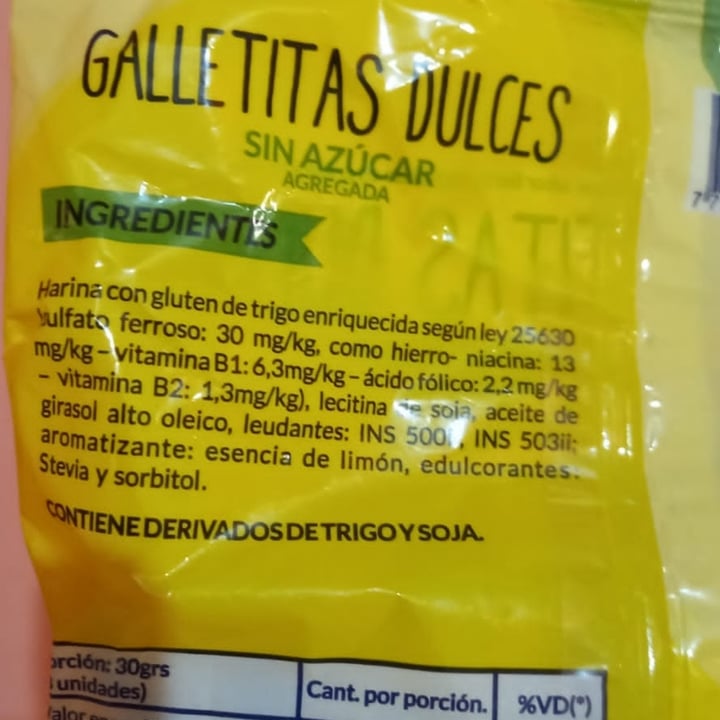 GALLETITAS DULCES
SIN AZÚCAR
AGREGADA
INGREDIENTES
Harina con gluten de trigo enriquecida según ley 25630
sulfato ferroso: 30 mg/kg, como hierro- niacina: 13
mg/kg – vitamina B1: 6,3mg/kg – ácido fólico: 2,2 mg/kg
– vitamina B2: 1,3mg/kg), lecitina de soja, aceite de
girasol alto oleico, leudantes: INS INS 503ii;
aromatizante: esencia de limón, edulcorantes:
Stevia y sorbitol.
CONTIENE DERIVADOS DE TRIGO Y SOJA.
orción: 30grs
unidades)
Cant. por porción. %VD(*)